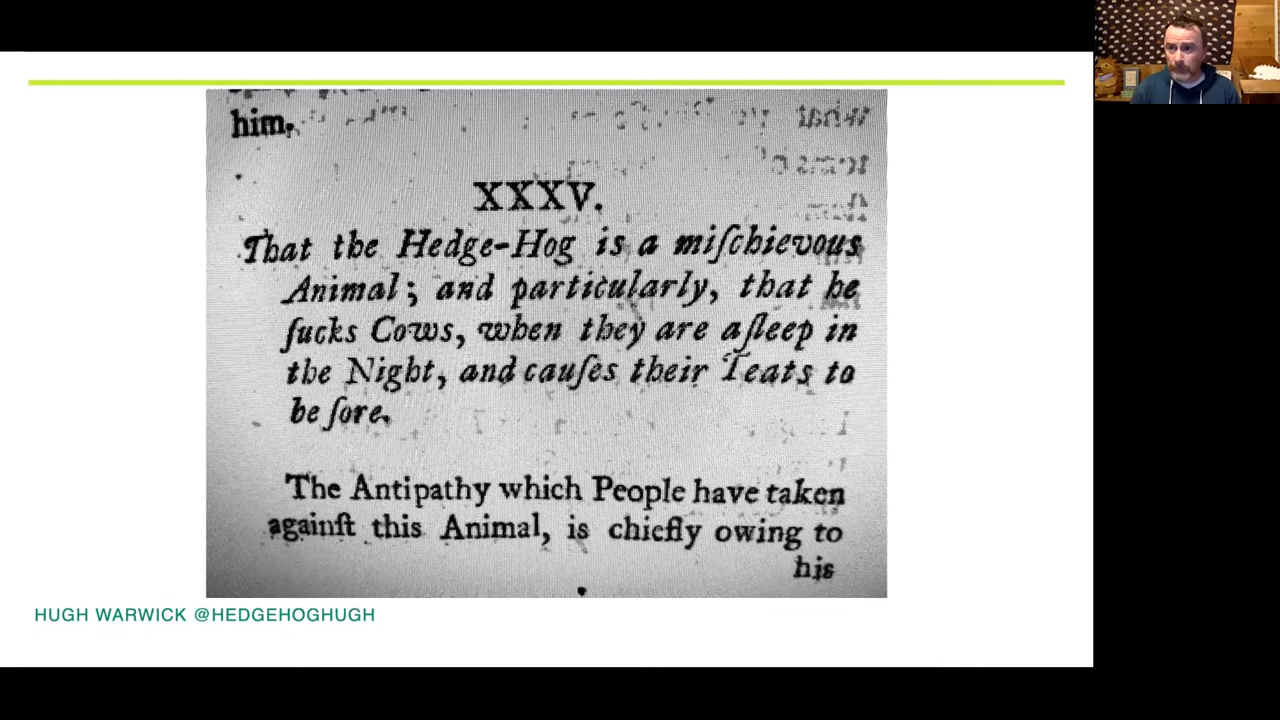 him.
XXXV.
That the Hedge-Hog is a miſchievous
Animal; and particularly, that he
ſucks Cows, when they are aſleep in
the Night, and cauſes their Teats to
be ſore.
The Antipathy which People have taken
againſt this Animal, is chiefly owing to
his
HUGH WARWICK @HEDGEHOGHUGH